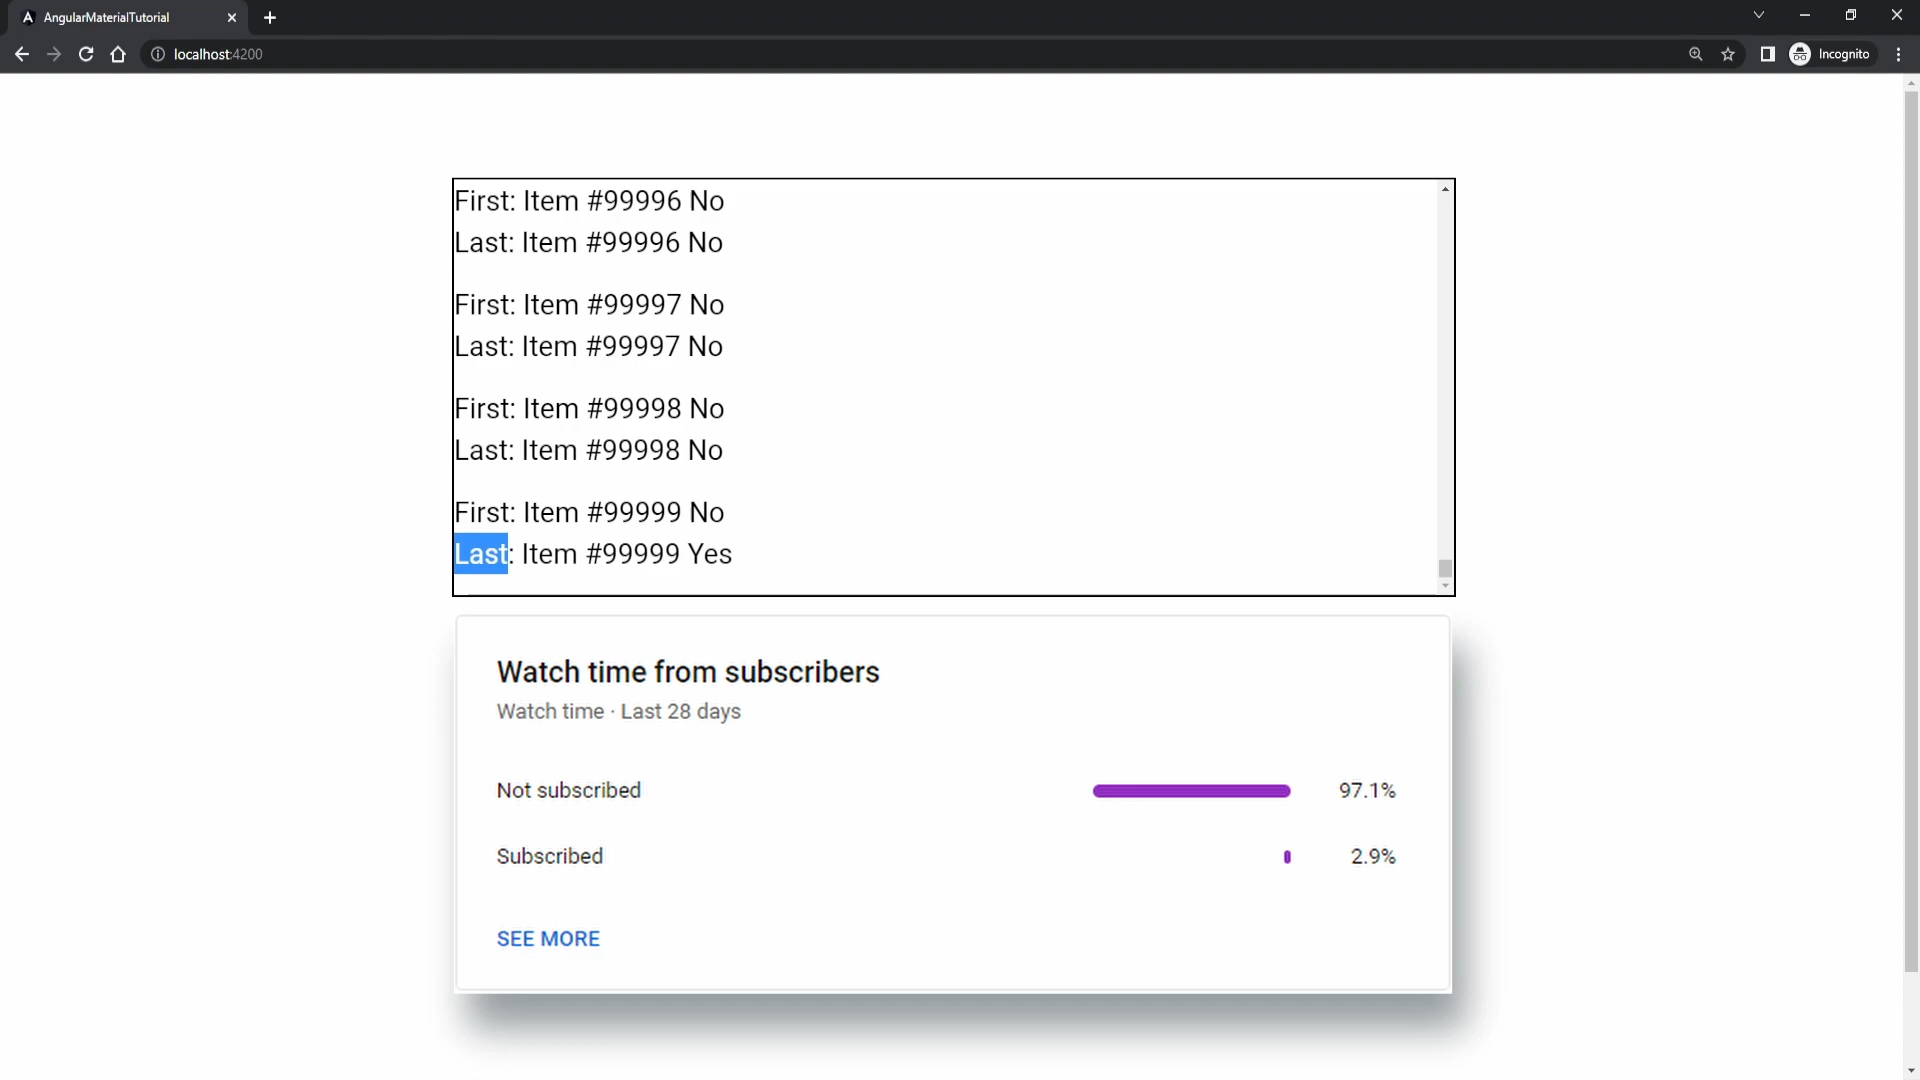 AngularMaterialTutorial
localhost:4200
Incognito
First: Item #99996 No
Last: Item #99996 No
First: Item #99997 No
Last: Item #99997 No
First: Item #99998 No
Last: Item #99998 No
First: Item #99999 No
Last: Item #99999 Yes
Watch time from subscribers
Watch time · Last 28 days
Not subscribed 97.1%
Subscribed 2.9%
SEE MORE